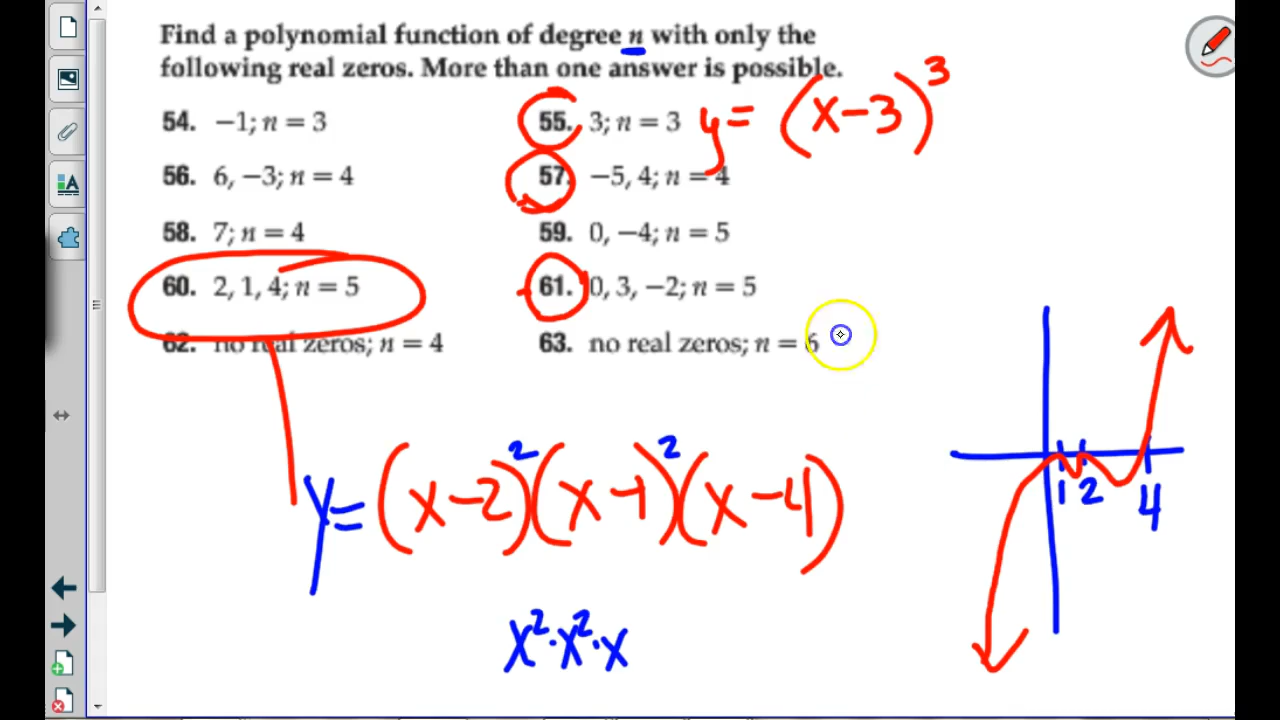 Find a polynomial function of degree n with only the
following real zeros. More than one answer is possible.
54. −1; n = 3
55. 3; n = 3
y = (x−3)³
56. 6, −3; n = 4
57. −5, 4; n = 4
58. 7; n = 4
59. 0, −4; n = 5
60. 2, 1, 4; n = 5
61. 0, 3, −2; n = 5
62. no real zeros; n = 4
63. no real zeros; n = 6
y = (x−2)²(x−1)²(x−4)
1 2 4
x²·x²·x